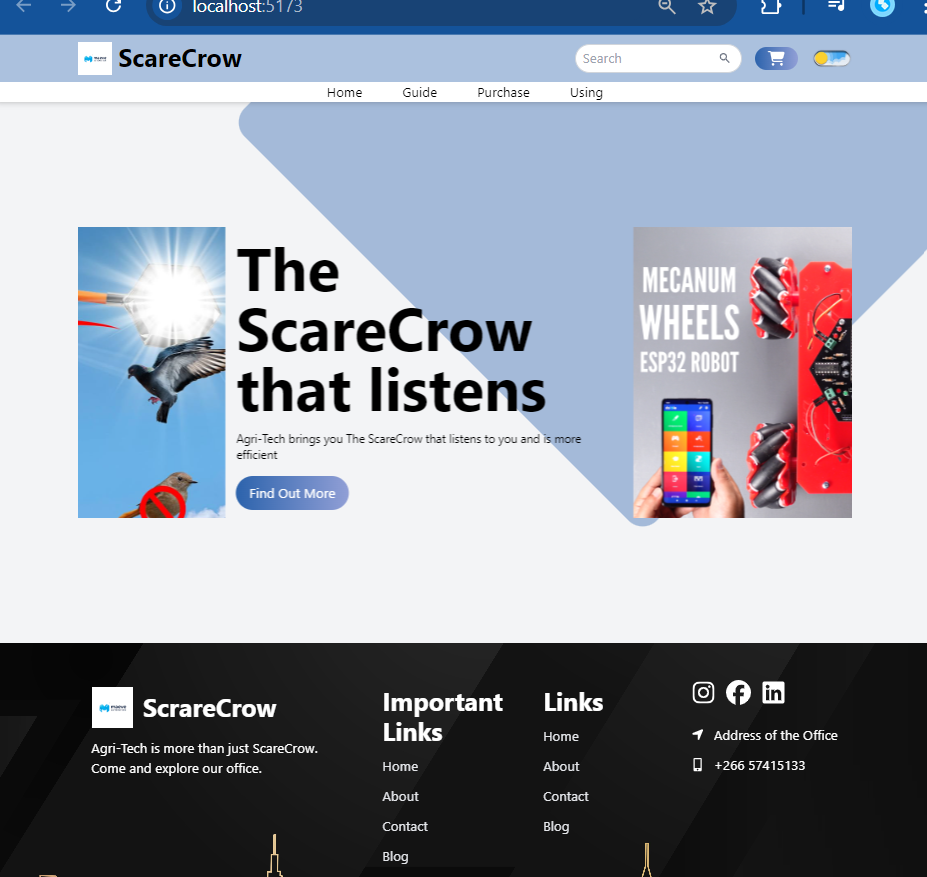 localhost:5173
ScareCrow
Search
Home Guide Purchase Using
The
ScareCrow
that listens
Agri-Tech brings you The ScareCrow that listens to you and is more
efficient
Find Out More
MECANUM
WHEELS
ESP32 ROBOT
ScrareCrow
Agri-Tech is more than just ScareCrow.
Come and explore our office.
Important
Links
Home
About
Contact
Blog
Links
Home
About
Contact
Blog
Address of the Office
+266 57415133